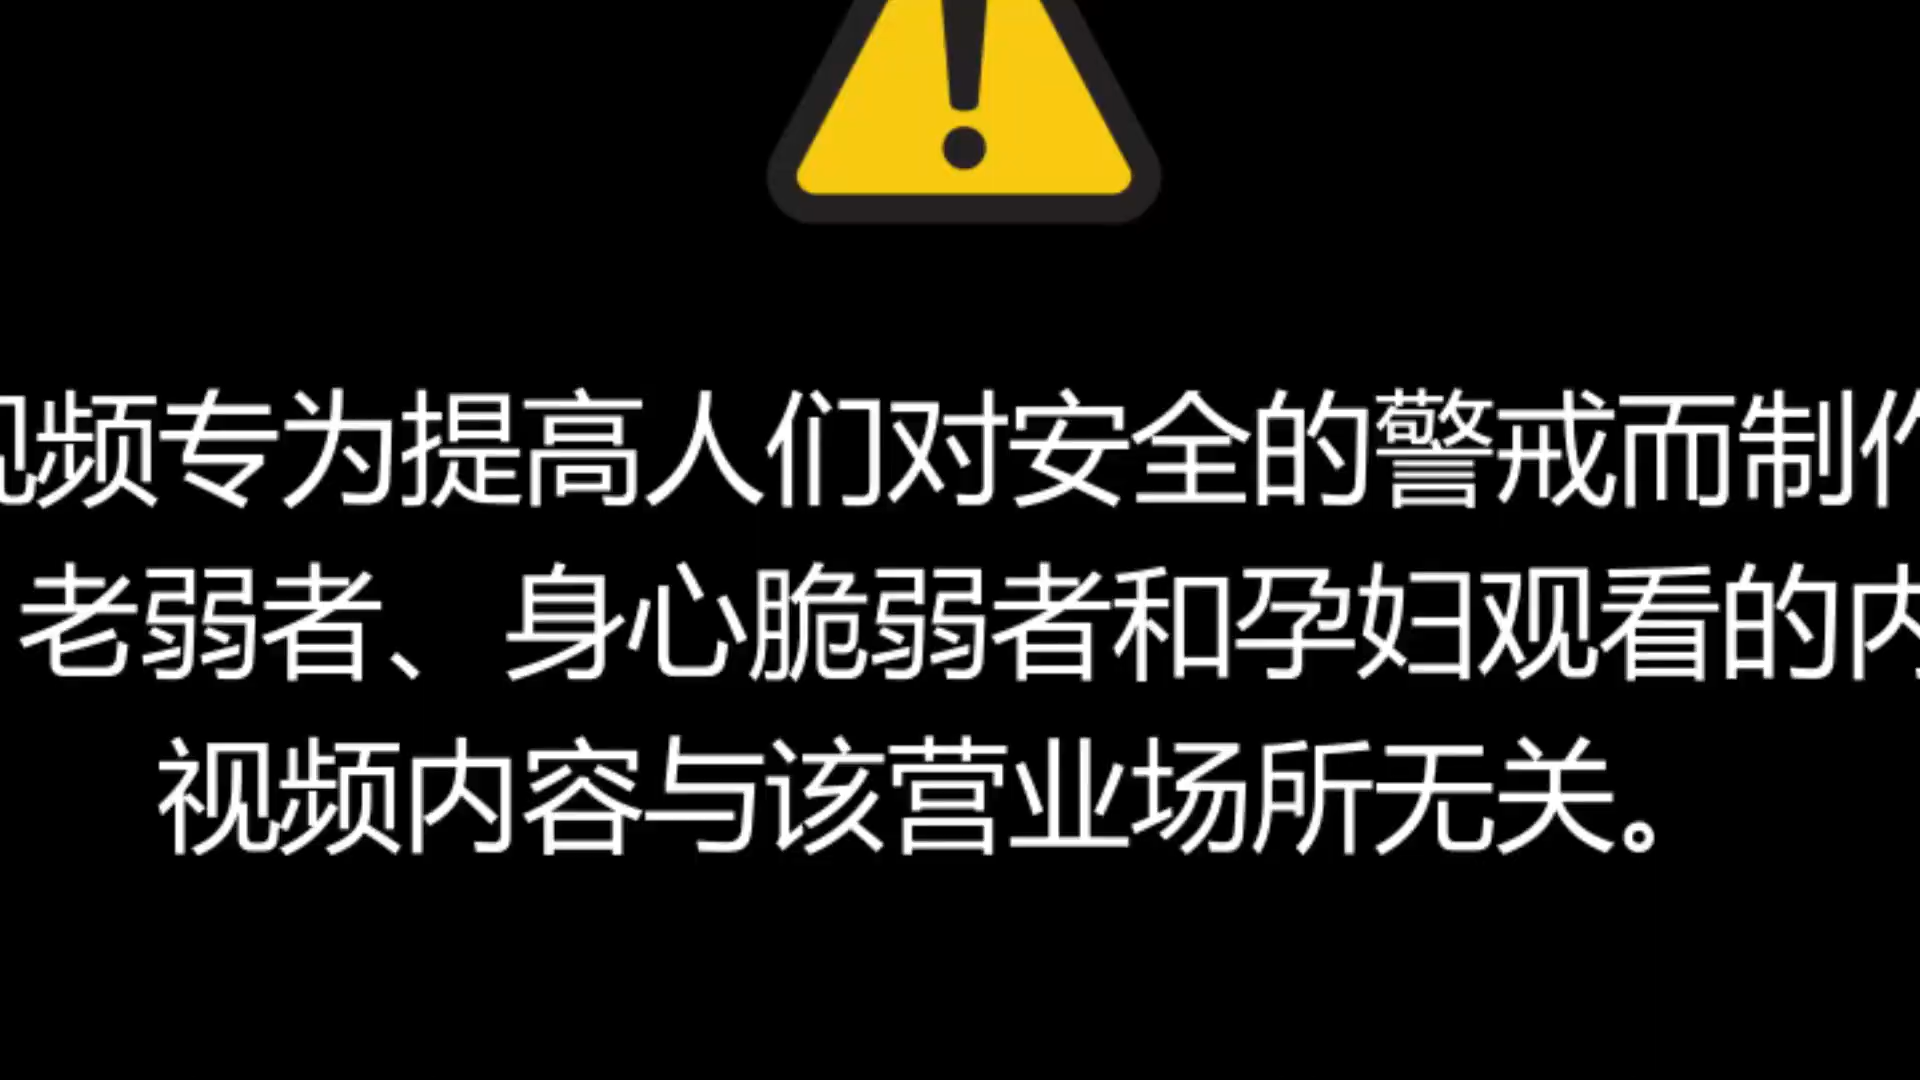 视频专为提高人们对安全的警戒而制作
老弱者、身心脆弱者和孕妇观看的内
视频内容与该营业场所无关。